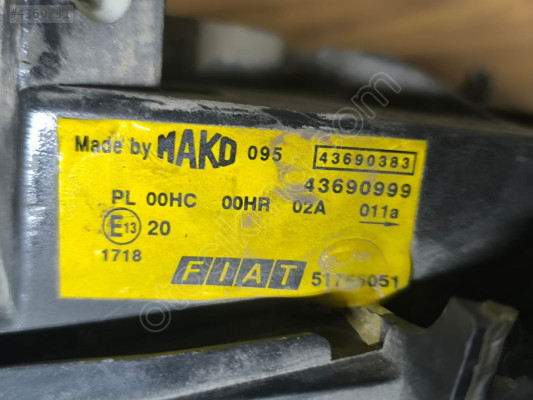 Made by MAKO 095 43690383
43690999
PL 00HC 00HR 02A 011a
E13 20
1718
FIAT